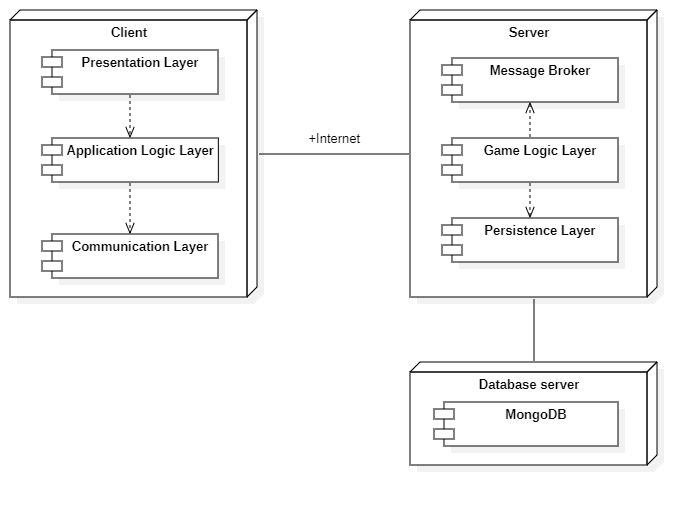 Client
Presentation Layer
Application Logic Layer
Communication Layer
+Internet
Server
Message Broker
Game Logic Layer
Persistence Layer
Database server
MongoDB